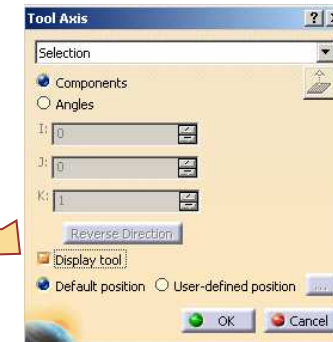 Tool Axis
Selection
Components
Angles
I: 0
J: 0
K: 1
Reverse Direction
Display tool
Default position User-defined position ...
OK Cancel